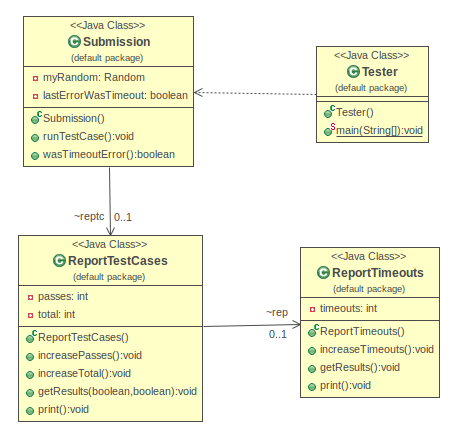 <<Java Class>>
Submission
(default package)
myRandom: Random
lastErrorWasTimeout: boolean
Submission()
runTestCase():void
wasTimeoutError():boolean
<<Java Class>>
Tester
(default package)
Tester()
main(String[]):void
~reptc
0..1
<<Java Class>>
ReportTestCases
(default package)
passes: int
total: int
ReportTestCases()
increasePasses():void
increaseTotal():void
getResults(boolean,boolean):void
print():void
~rep
0..1
<<Java Class>>
ReportTimeouts
(default package)
timeouts: int
ReportTimeouts()
increaseTimeouts():void
getResults():void
print():void